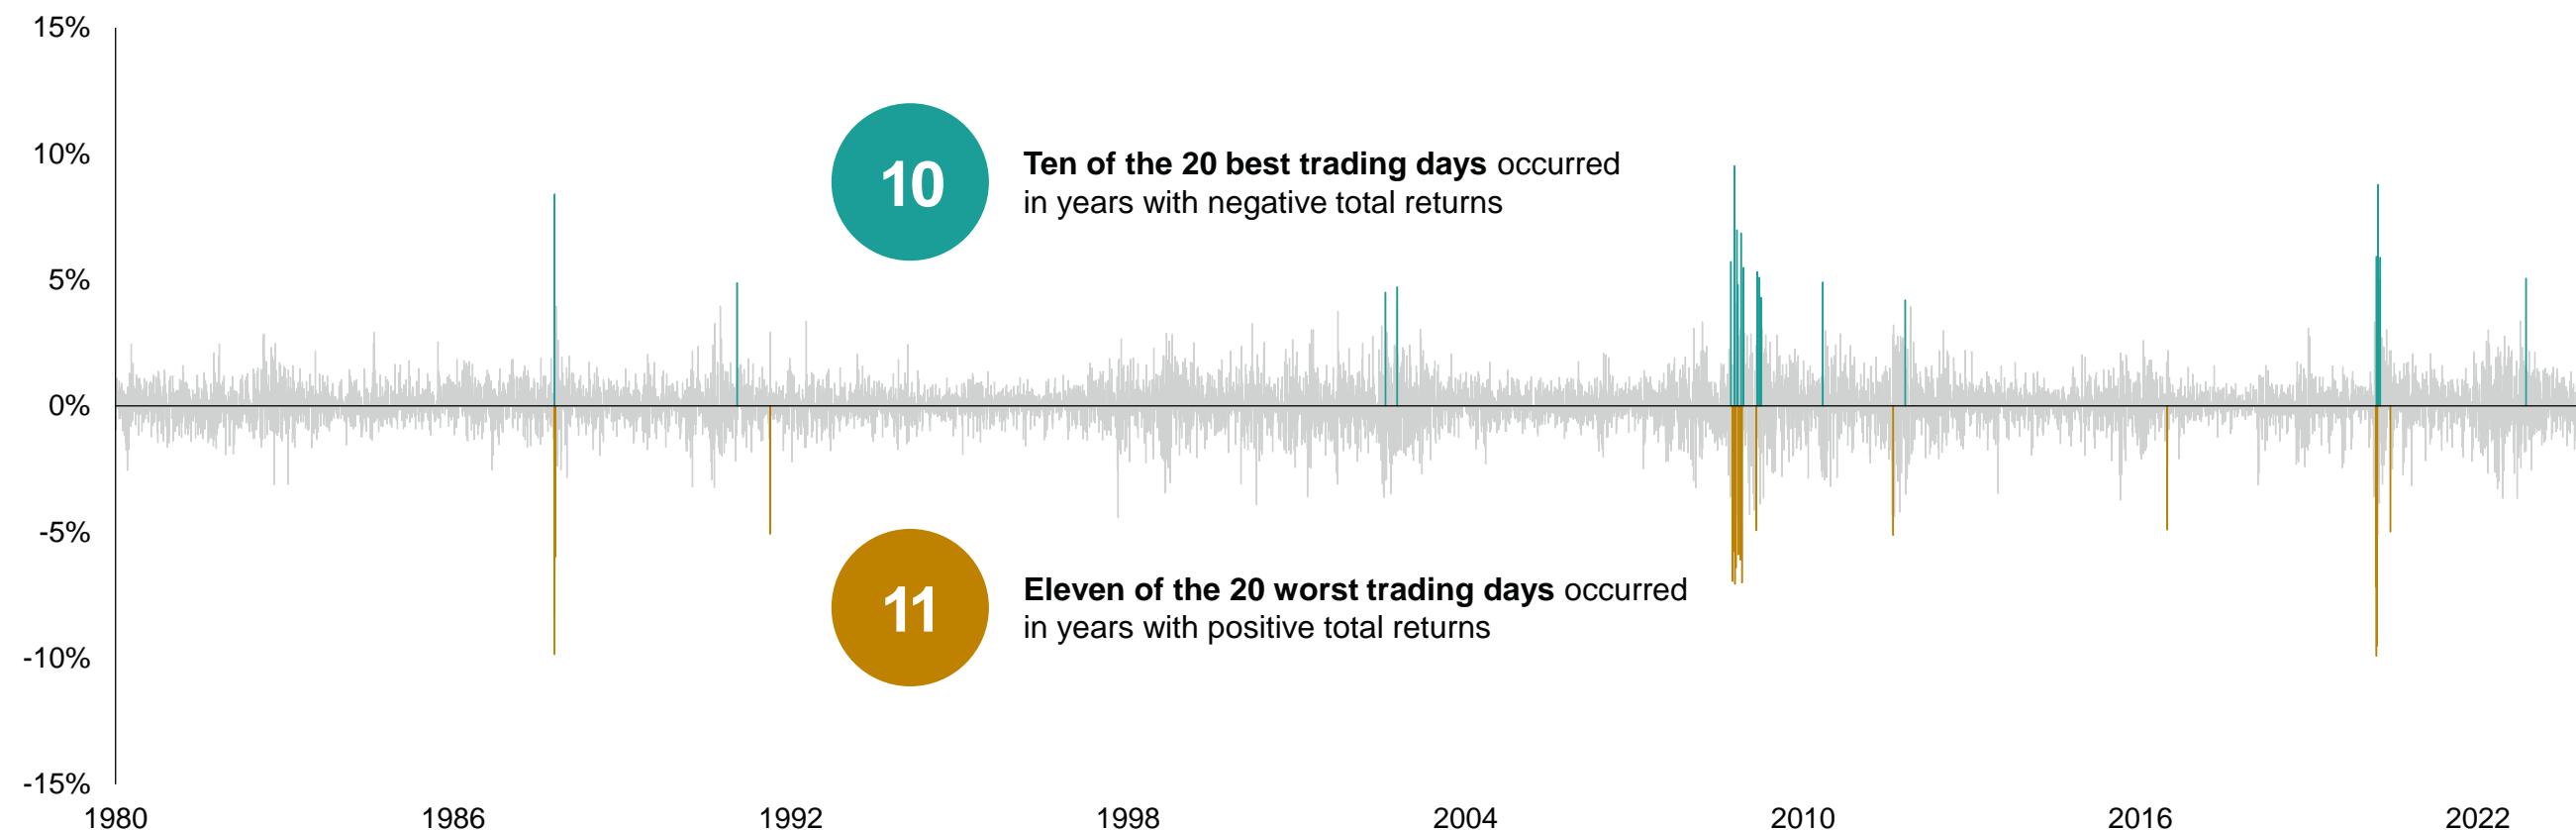 15%
10%
10
Ten of the 20 best trading days occurred
in years with negative total returns
5%
0%
-5%
11
Eleven of the 20 worst trading days occurred
in years with positive total returns
-10%
-15%
1980 1986 1992 1998 2004 2010 2016 2022